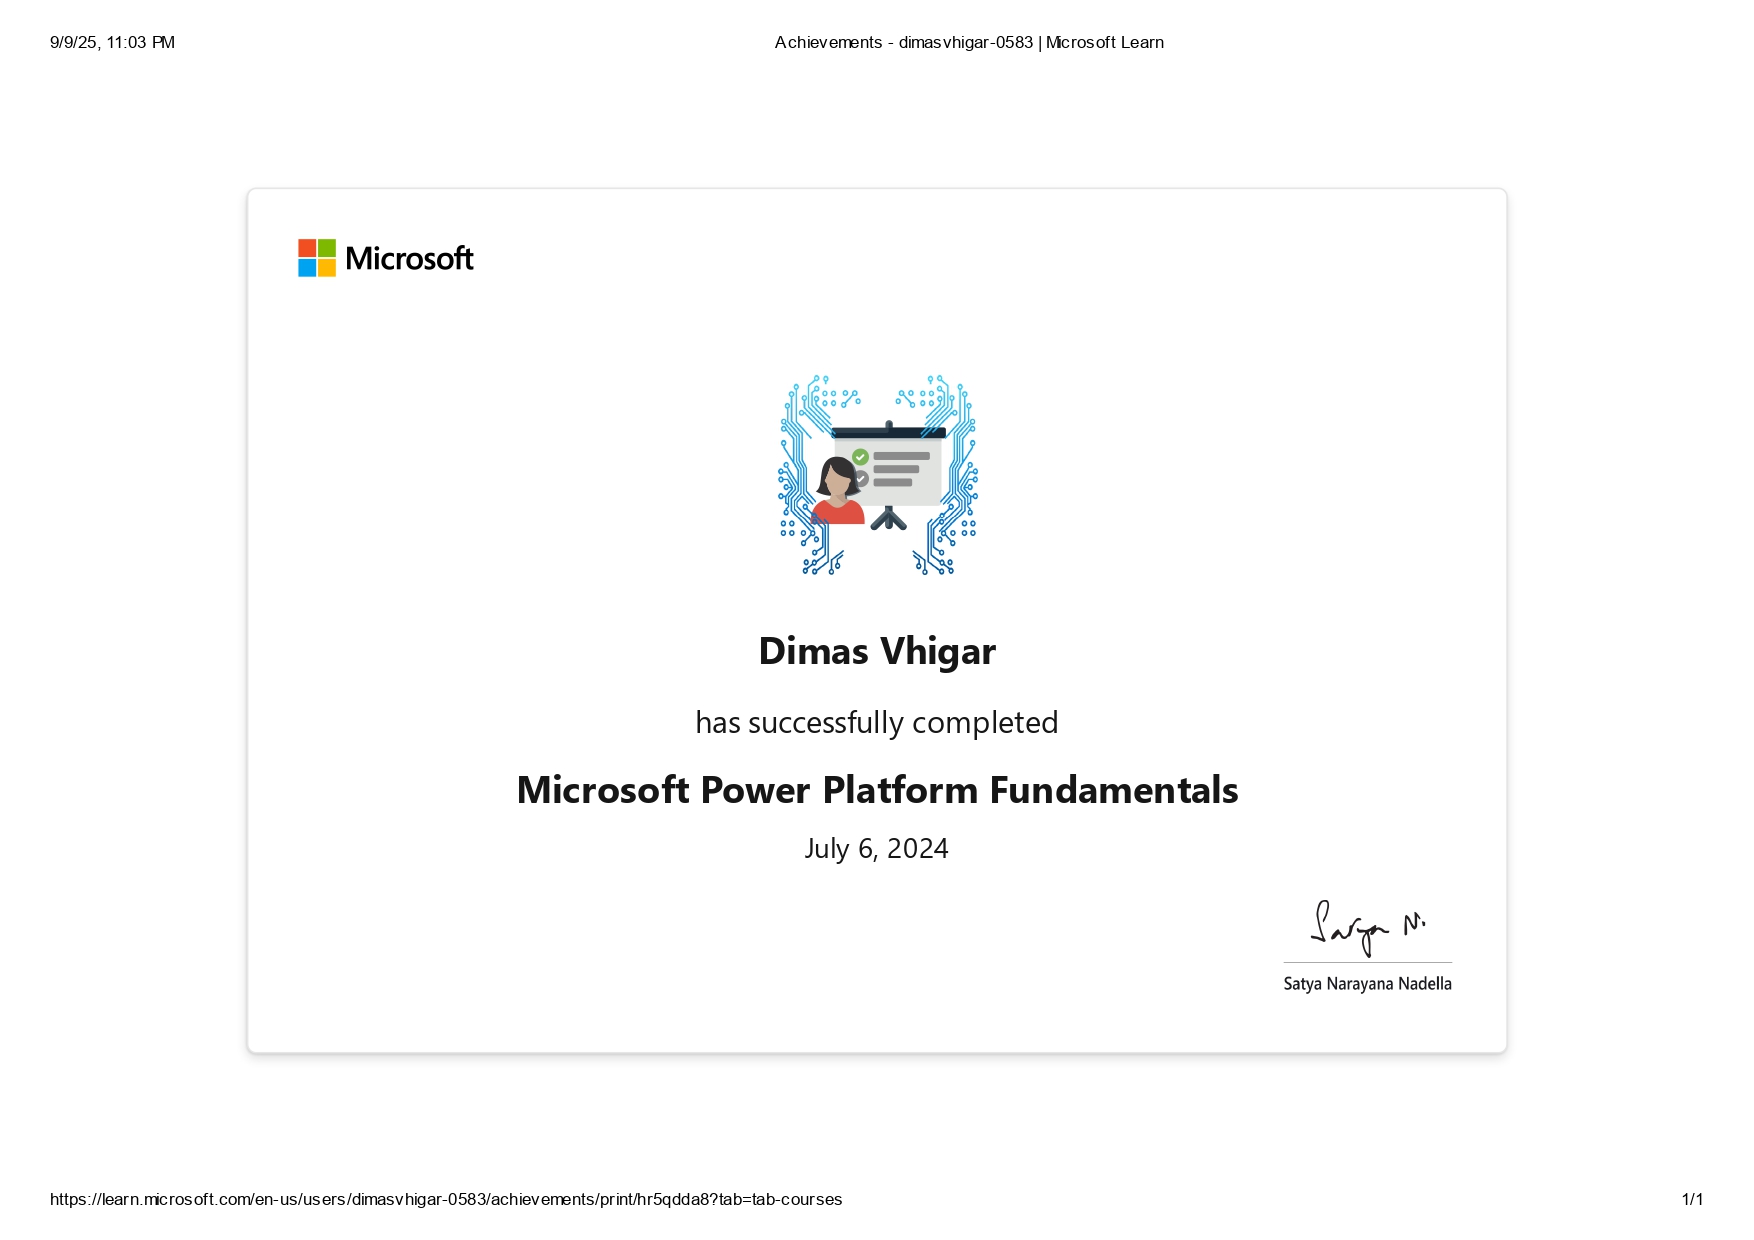 9/9/25, 11:03 PM
Achievements - dimasvhigar-0583 | Microsoft Learn
Microsoft
Dimas Vhigar
has successfully completed
Microsoft Power Platform Fundamentals
July 6, 2024
Satya N.
Satya Narayana Nadella
https://learn.microsoft.com/en-us/users/dimasvhigar-0583/achievements/print/hr5qdda8?tab=tab-courses
1/1